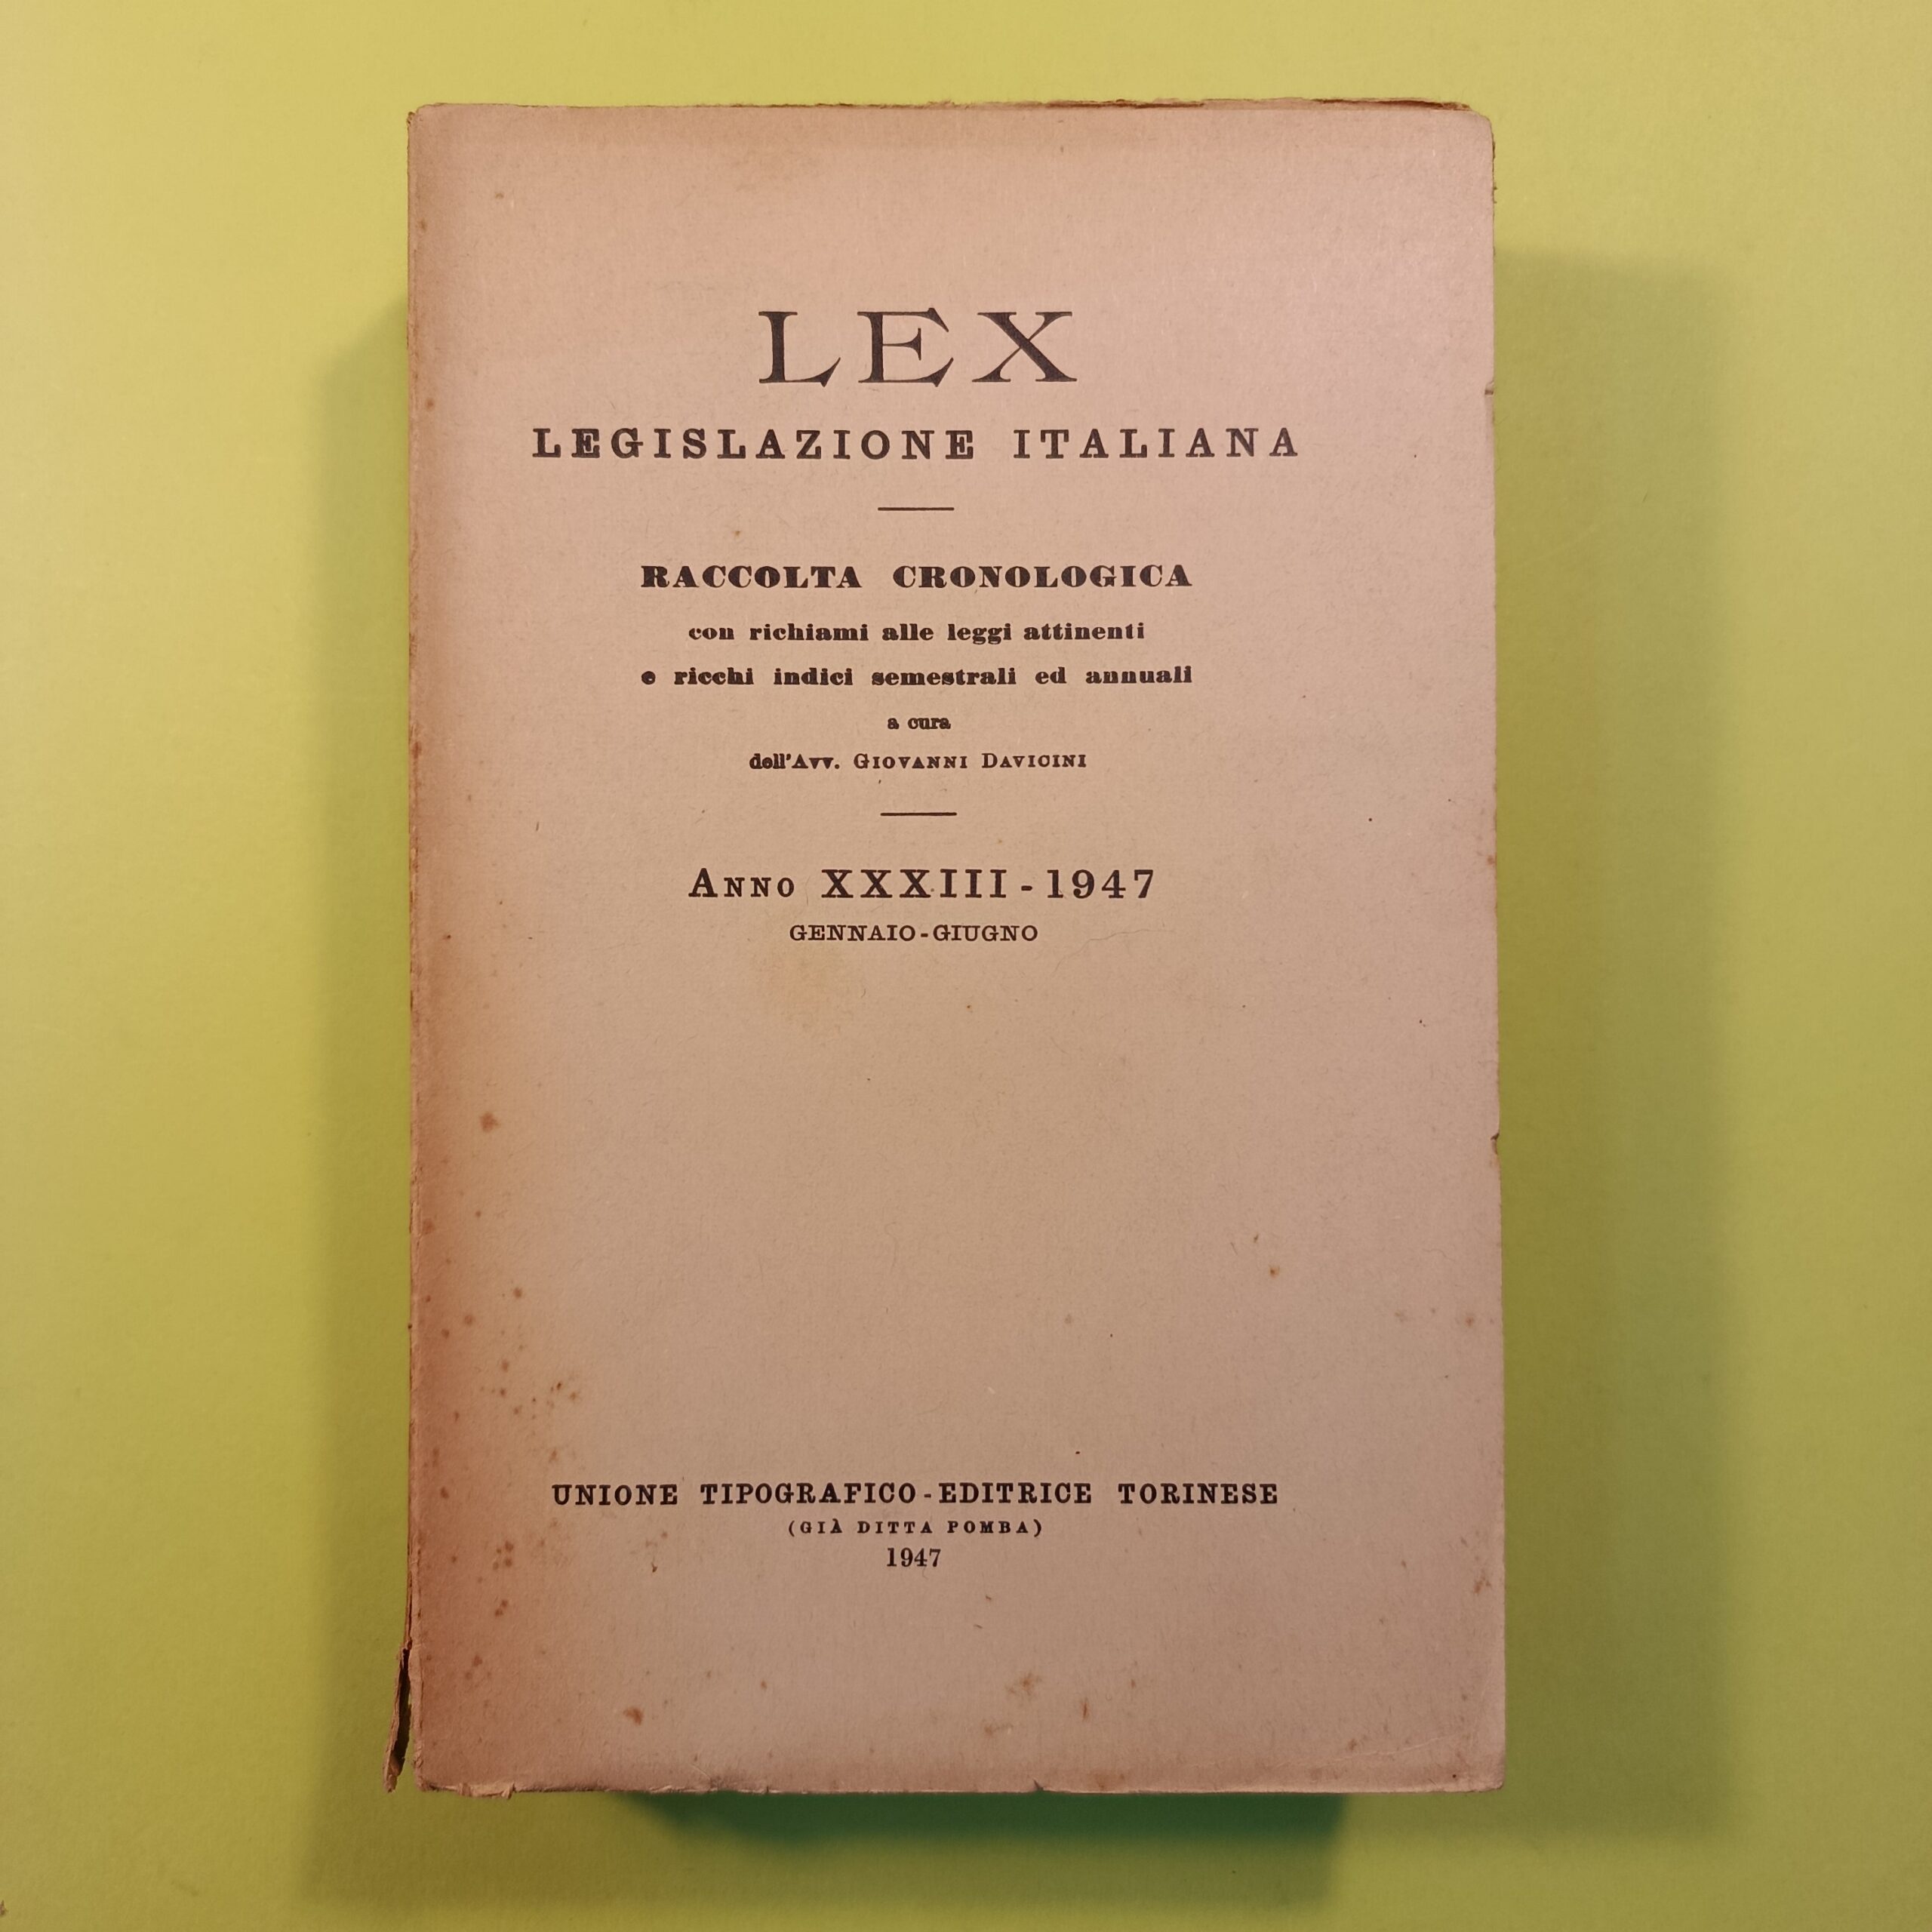 LEX
LEGISLAZIONE ITALIANA
RACCOLTA CRONOLOGICA
con richiami alle leggi attinenti
e ricchi indici semestrali ed annuali
a cura
dell'Avv. GIOVANNI DAVICINI
ANNO XXXIII - 1947
GENNAIO-GIUGNO
UNIONE TIPOGRAFICO-EDITRICE TORINESE
(GIÀ DITTA POMBA)
1947